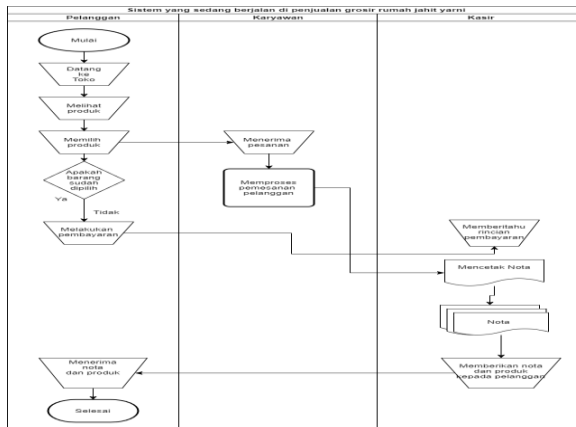 Sistem yang sedang berjalan di penjualan grosir rumah jahit yarni
Pelanggan
Karyawan
Kasir
Mulai
Datang
ke
Toko
Melihat
produk
Memilih
produk
Menerima
pesanan
Apakah
barang
sudan
dipilih
Memproses
pemesanan
pelanggan
Ya
Tidak
Melakukan
pembayaran
Memberitahu
rincian
pembayaran
Mencetak Nota
Nota
Menerima
nota
dan produk
Memberikan nota
dan produk
kepada pelanggan
Selesai